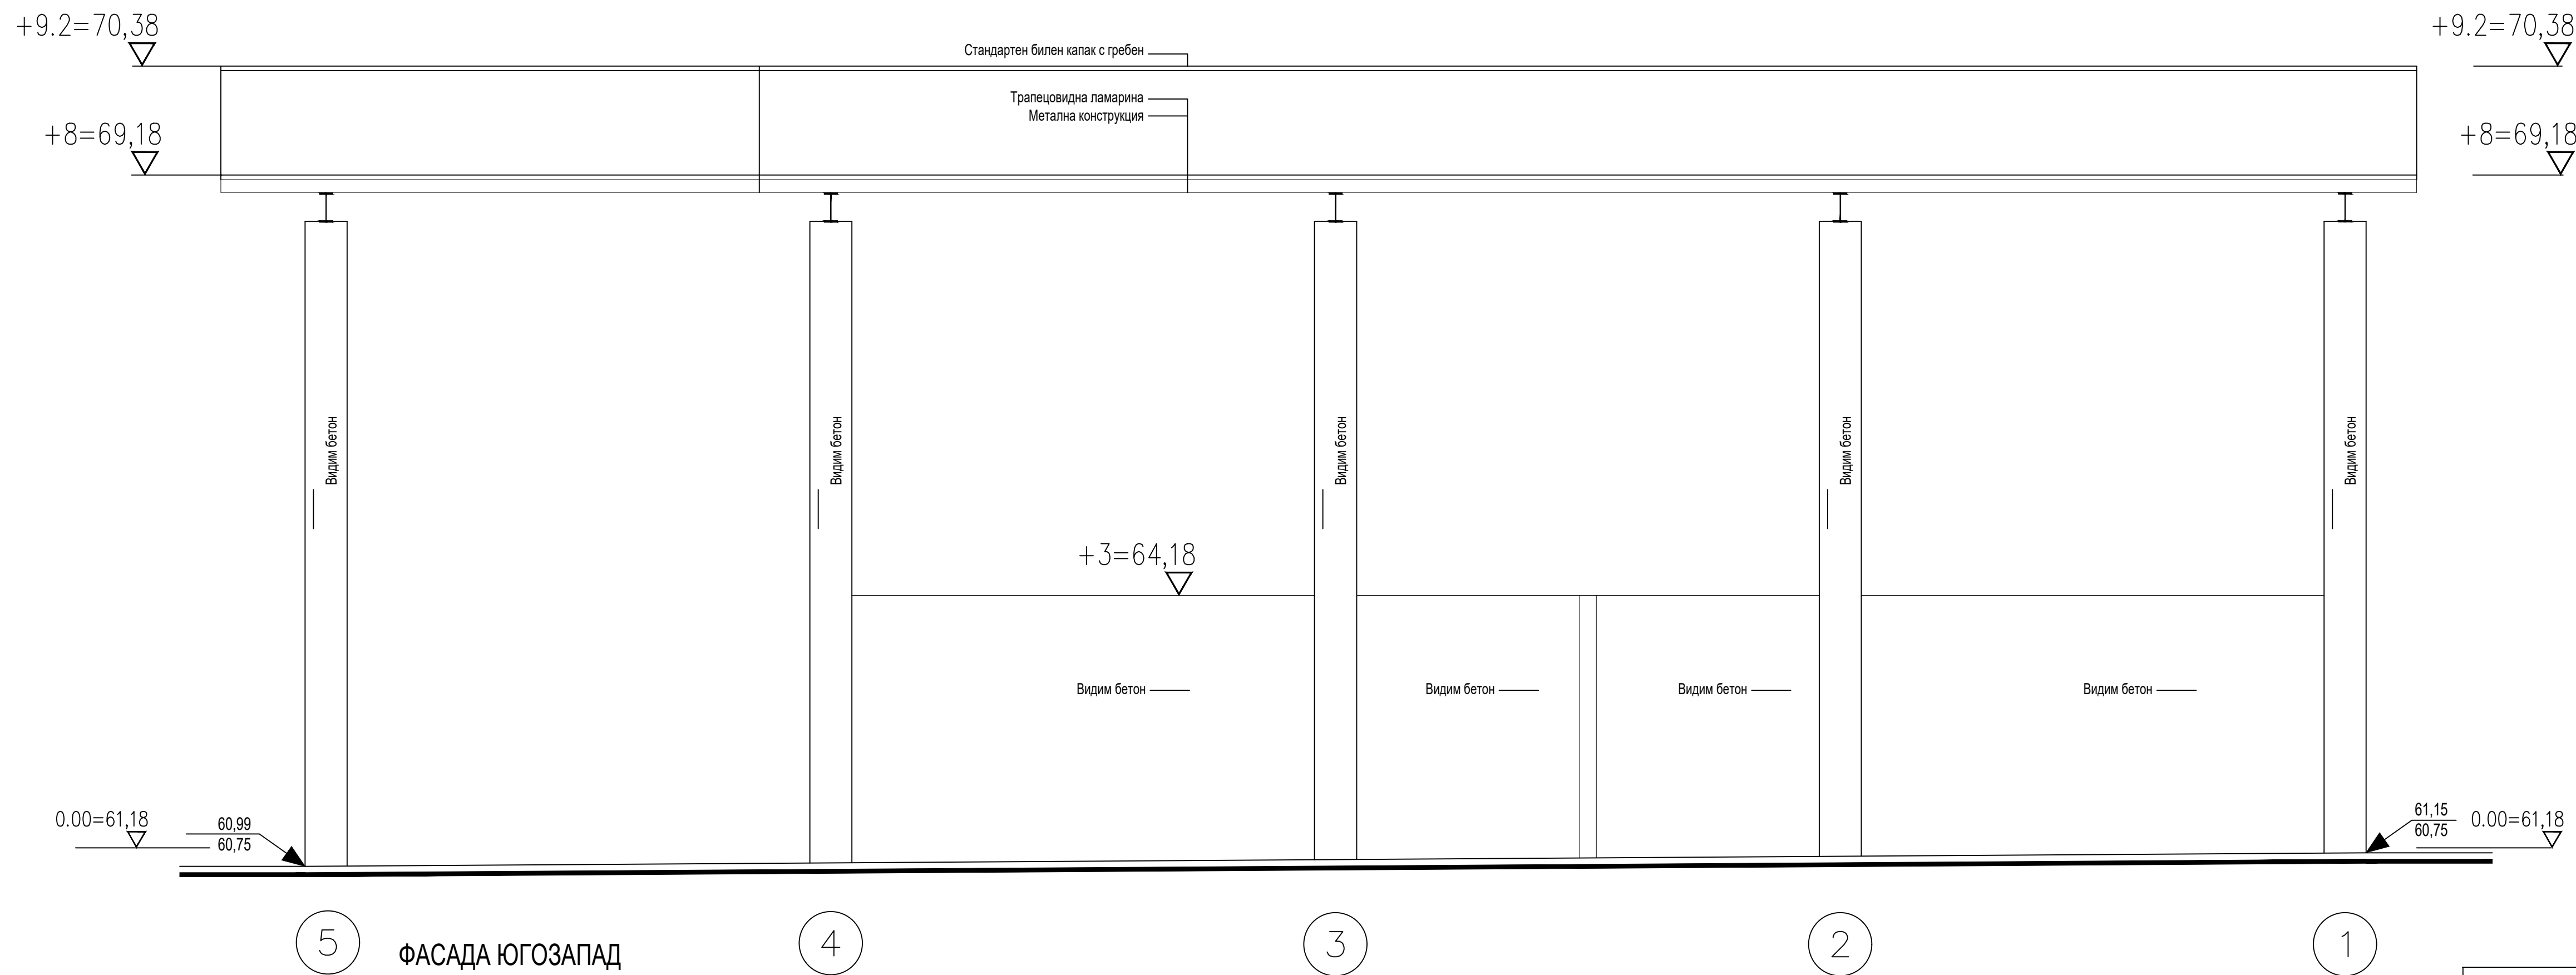 +9.2=70,38
+9.2=70,38
Стандартен билен капак с гребен
Трапецовидна ламарина
Метална конструкция
+8=69,18
+8=69,18
Видим бетон
Видим бетон
Видим бетон
Видим бетон
Видим бетон
+3=64,18
Видим бетон
Видим бетон
Видим бетон
Видим бетон
0.00=61,18
60,99
60,75
61,15
60,75
0.00=61,18
5
4
3
2
1
ФАСАДА ЮГОЗАПАД